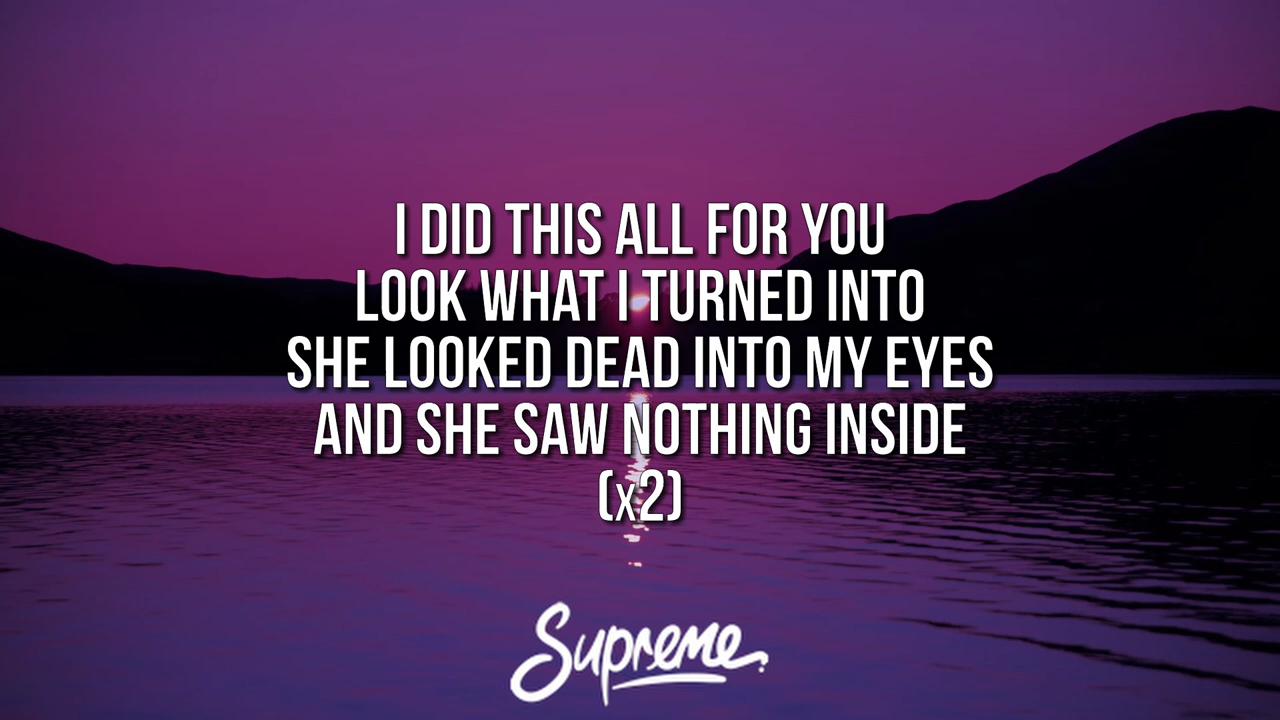 I DID THIS ALL FOR YOU
LOOK WHAT I TURNED INTO
SHE LOOKED DEAD INTO MY EYES
AND SHE SAW NOTHING INSIDE
(x2)
Supreme